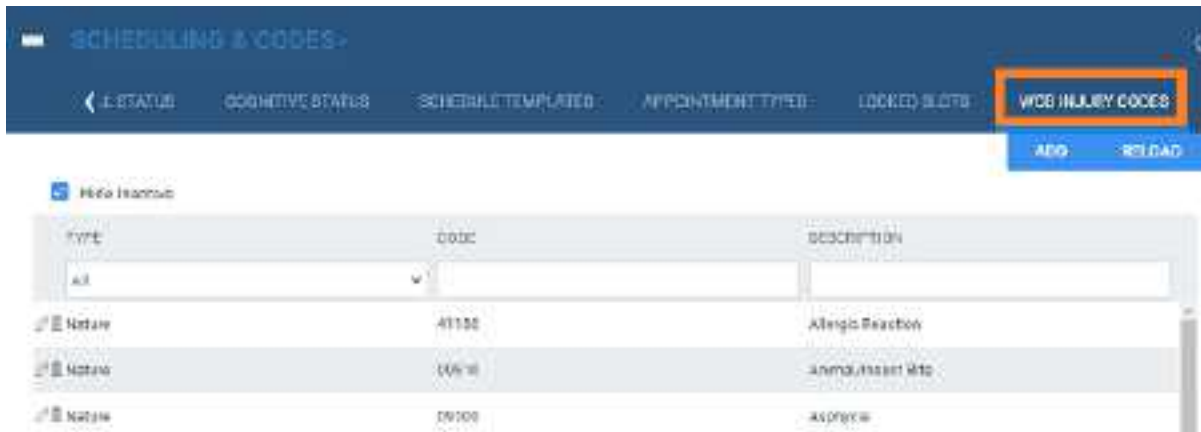 SCHEDULING & CODES
STATUS COGNITIVE STATUS SCHEDULE TEMPLATES APPOINTMENT TYPES LOCKED SLOTS WCB INJURY CODES
ADD RELOAD
Hide Inactive
TYPE CODE DESCRIPTION
All
Nature Allergic Reaction
Nature Animal/Insect Bite
Nature Asphyxia